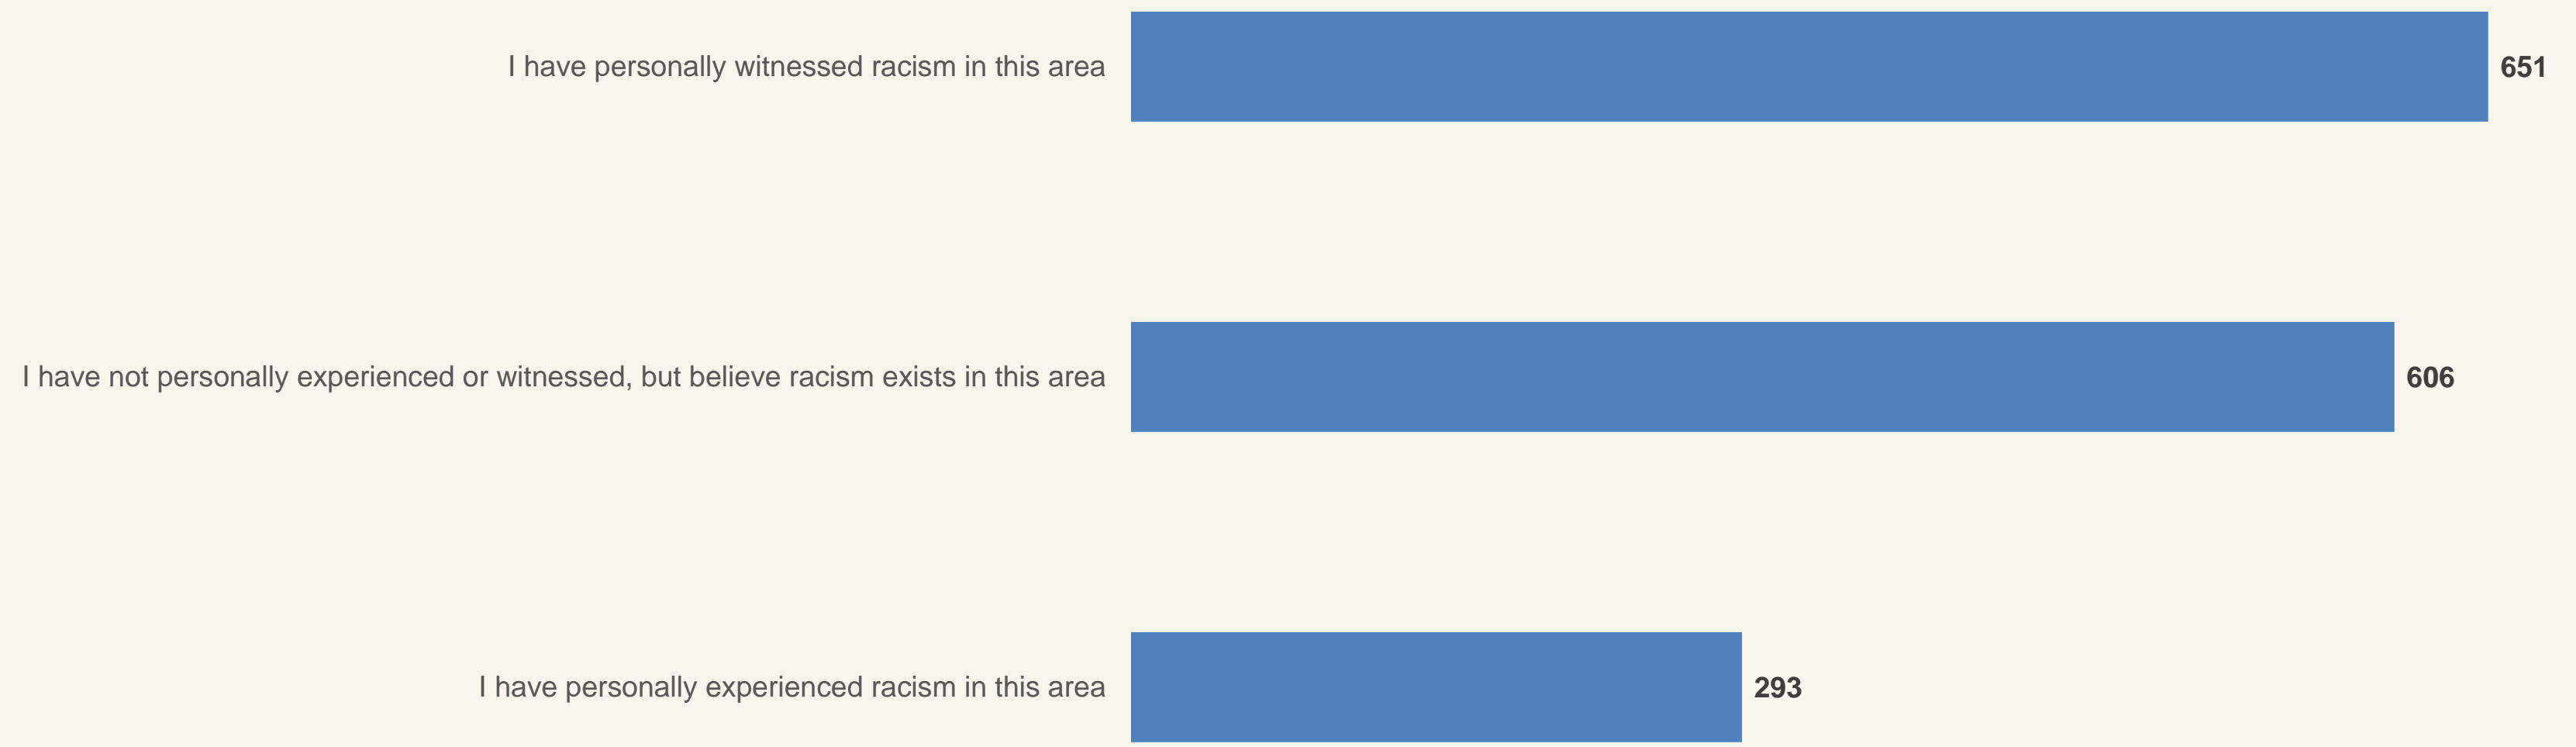 I have personally witnessed racism in this area 651
I have not personally experienced or witnessed, but believe racism exists in this area 606
I have personally experienced racism in this area 293